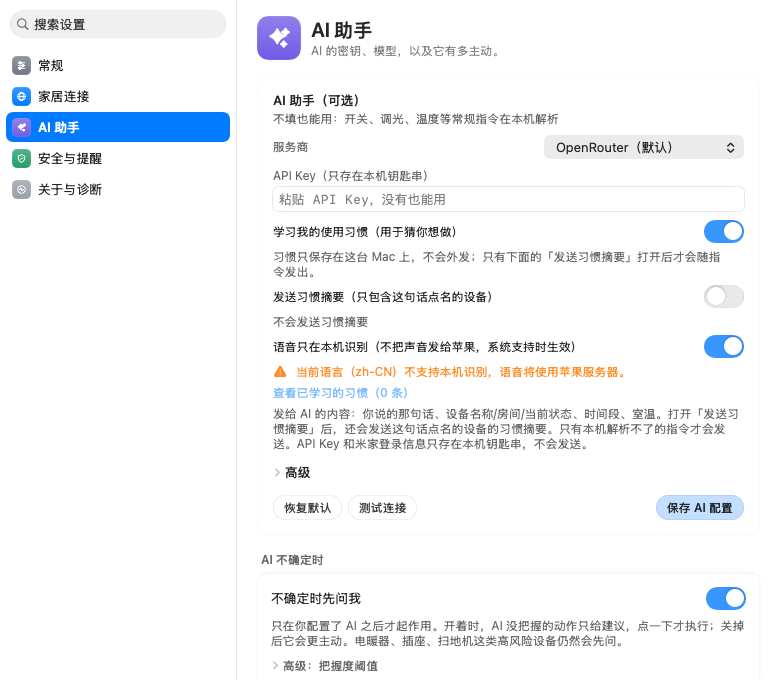 搜索设置
常规
家居连接
AI 助手
安全与提醒
关于与诊断
AI 助手
AI 的密钥、模型，以及它有多主动。
AI 助手（可选）
不填也能用：开关、调光、温度等常规指令在本机解析
服务商
OpenRouter（默认）
API Key（只存在本机钥匙串）
粘贴 API Key，没有也能用
学习我的使用习惯（用于猜你想做）
习惯只保存在这台 Mac 上，不会外发；只有下面的「发送习惯摘要」打开后才会随指
令发出。
发送习惯摘要（只包含这句话点名的设备）
不会发送习惯摘要
语音只在本机识别（不把声音发给苹果，系统支持时生效）
当前语言（zh-CN）不支持本机识别，语音将使用苹果服务器。
查看已学习的习惯（0 条）
发给 AI 的内容：你说的那句话、设备名称/房间/当前状态、时间段、室温。打开「发送习
惯摘要」后，还会发送这句话点名的设备的习惯摘要。只有本机解析不了的指令才会发
送。API Key 和米家登录信息只存在本机钥匙串，不会发送。
高级
恢复默认
测试连接
保存 AI 配置
AI 不确定时
不确定时先问我
只在你配置了 AI 之后才起作用。开着时，AI 没把握的动作只给建议，点一下才执行；关掉
后它会更主动。电暖器、插座、扫地机这类高风险设备仍然会先问。
高级：把握度阈值